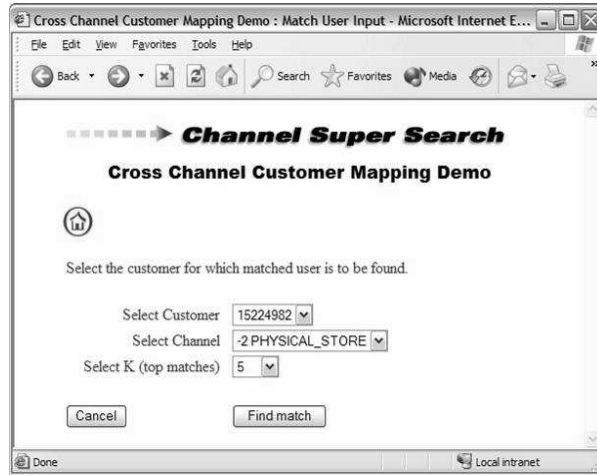 Cross Channel Customer Mapping Demo : Match User Input - Microsoft Internet E...
File Edit View Favorites Tools Help
Back Search Favorites Media »
Channel Super Search
Cross Channel Customer Mapping Demo
Select the customer for which matched user is to be found.
Select Customer 15224982
Select Channel -2 PHYSICAL_STORE
Select K (top matches) 5
Cancel Find match
Done Local intranet